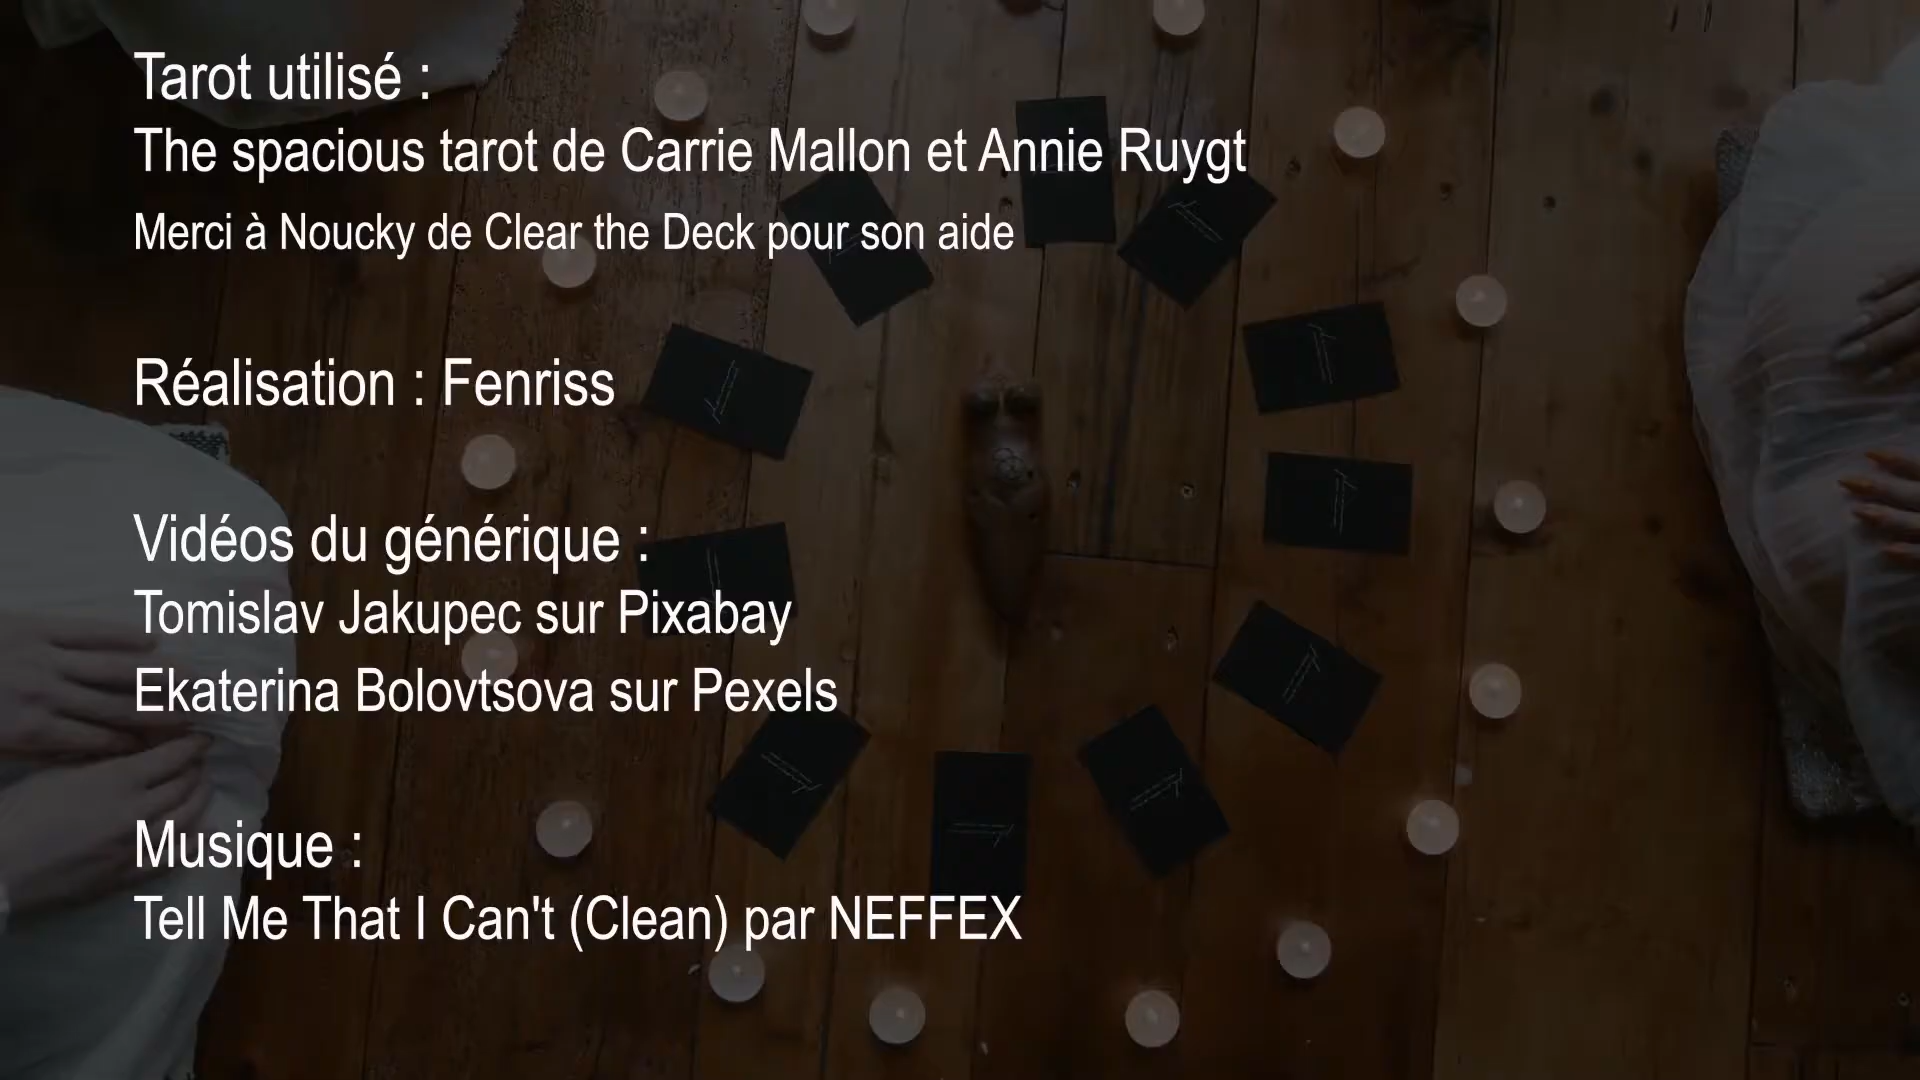 Tarot utilisé :
The spacious tarot de Carrie Mallon et Annie Ruygt
Merci à Noucky de Clear the Deck pour son aide
Réalisation : Fenriss
Vidéos du générique :
Tomislav Jakupec sur Pixabay
Ekaterina Bolovtsova sur Pexels
Musique :
Tell Me That I Can't (Clean) par NEFFEX